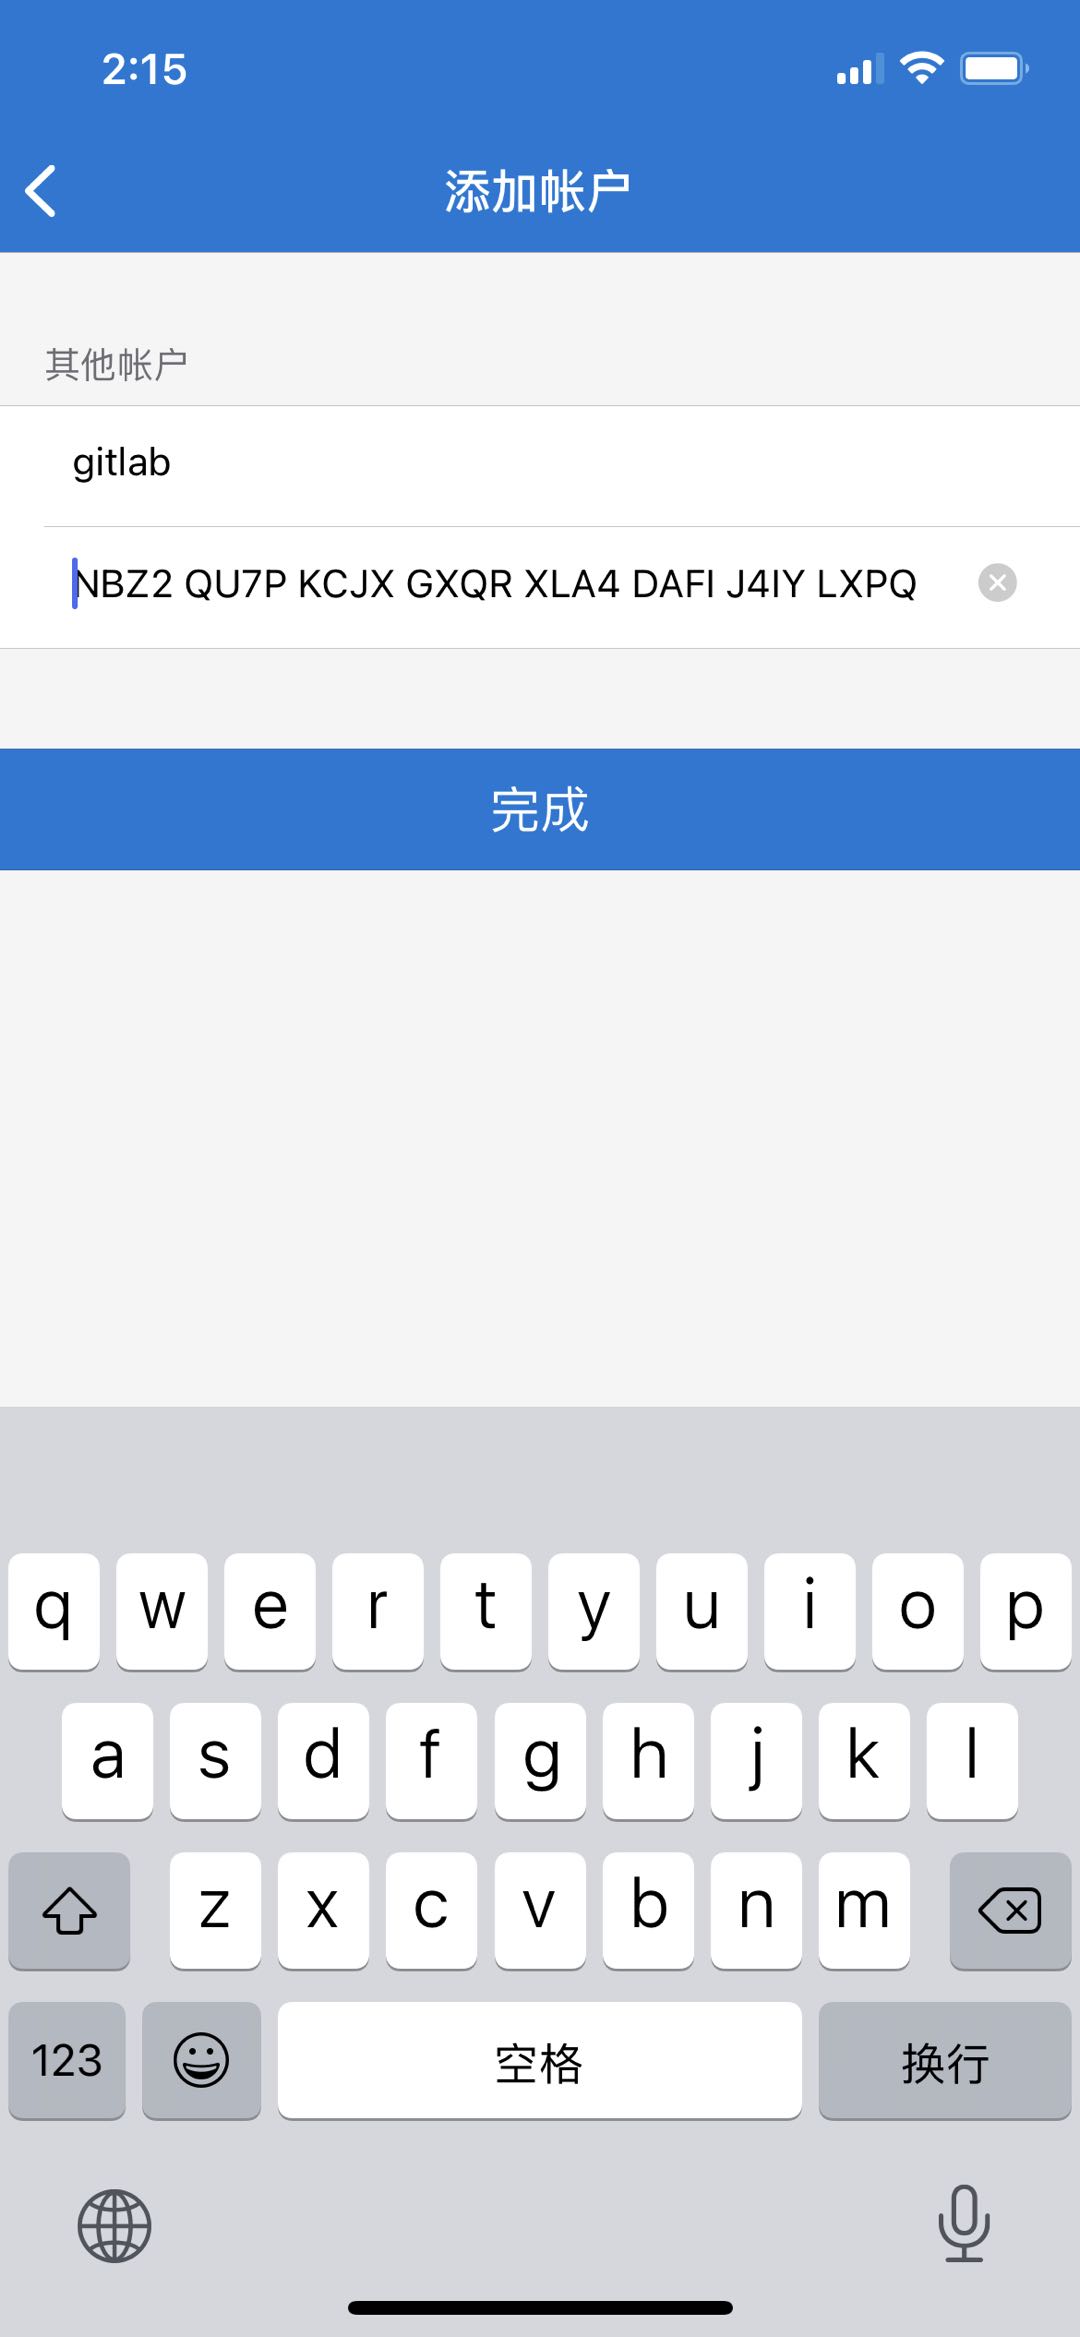 2:15
添加帐户
其他帐户
gitlab
NBZ2 QU7P KCJX GXQR XLA4 DAFI J4IY LXPQ
完成
q w e r t y u i o p
a s d f g h j k l
z x c v b n m
123 空格 换行